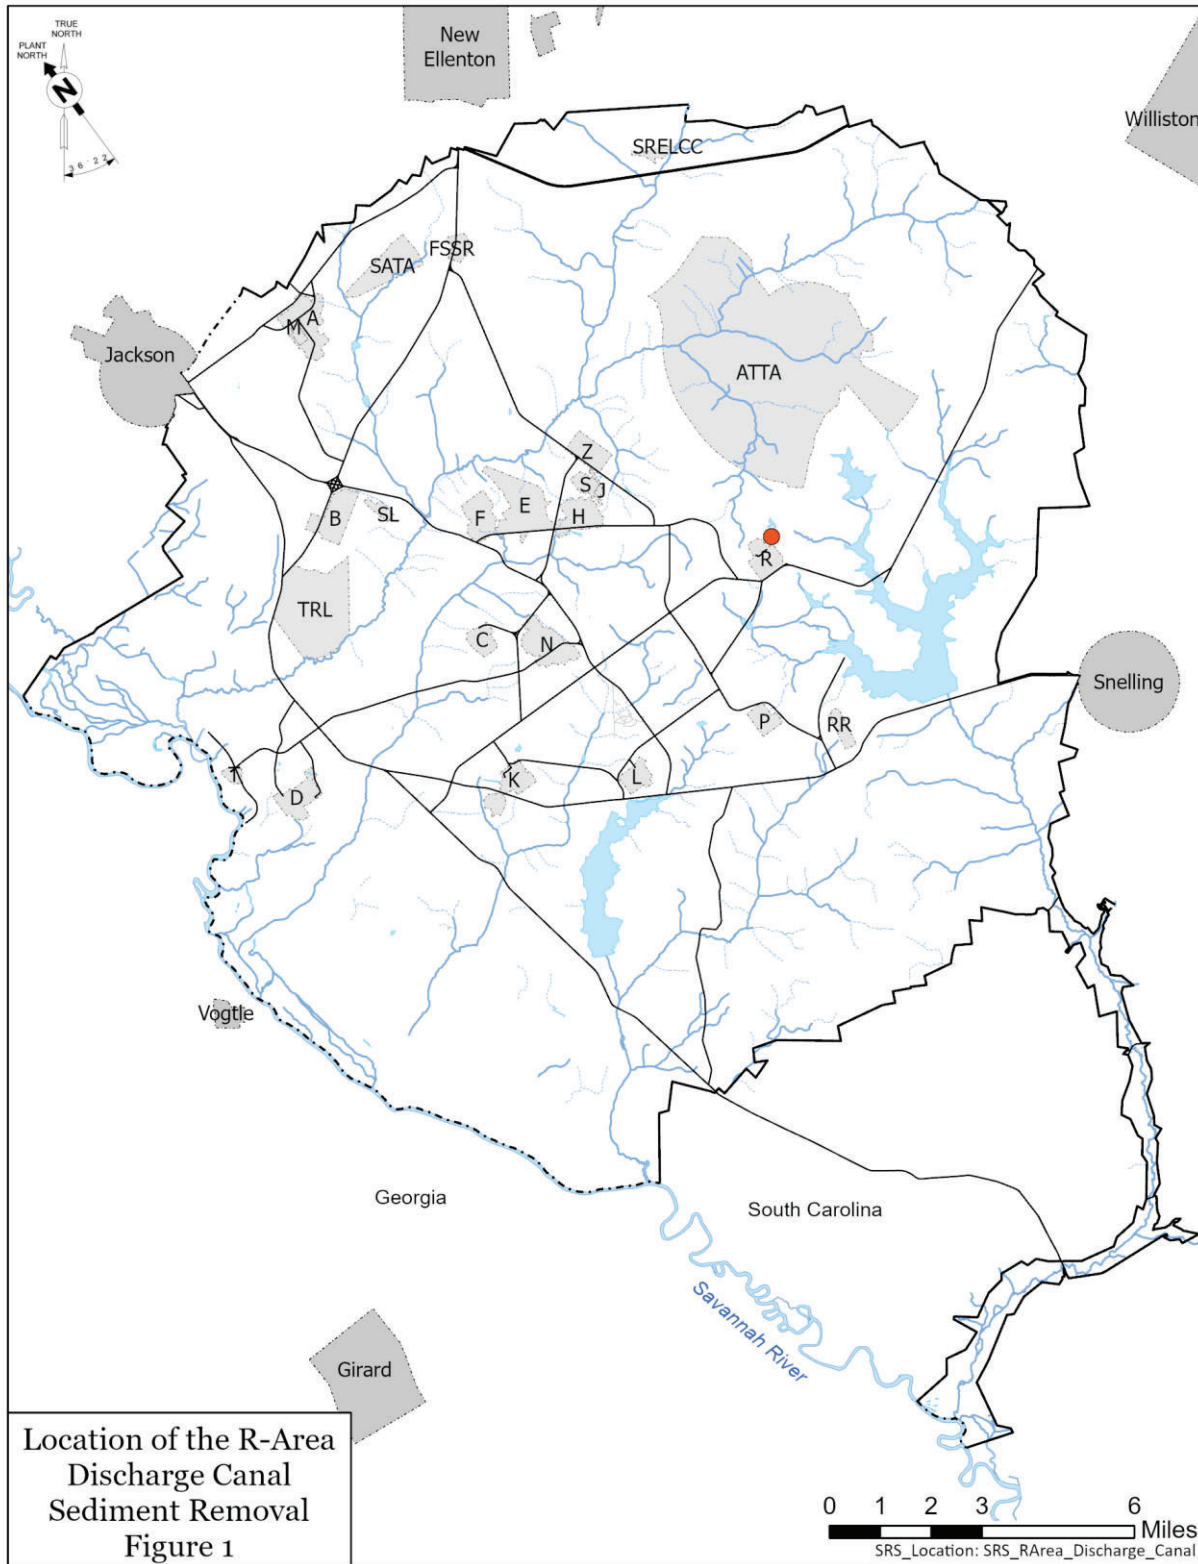 TRUE
NORTH
PLANT
NORTH
N
36°22'
New
Ellenton
Williston
SRELCC
FSSR
SATA
A
M
Jackson
ATTA
Z
S
J
E
F
H
B
SL
R
TRL
C
N
Snelling
P
RR
T
D
K
L
Vogtle
Georgia
South Carolina
Savannah River
Girard
Location of the R-Area
Discharge Canal
Sediment Removal
Figure 1
0 1 2 3 6
Miles
SRS_Location: SRS_RArea_Discharge_Canal